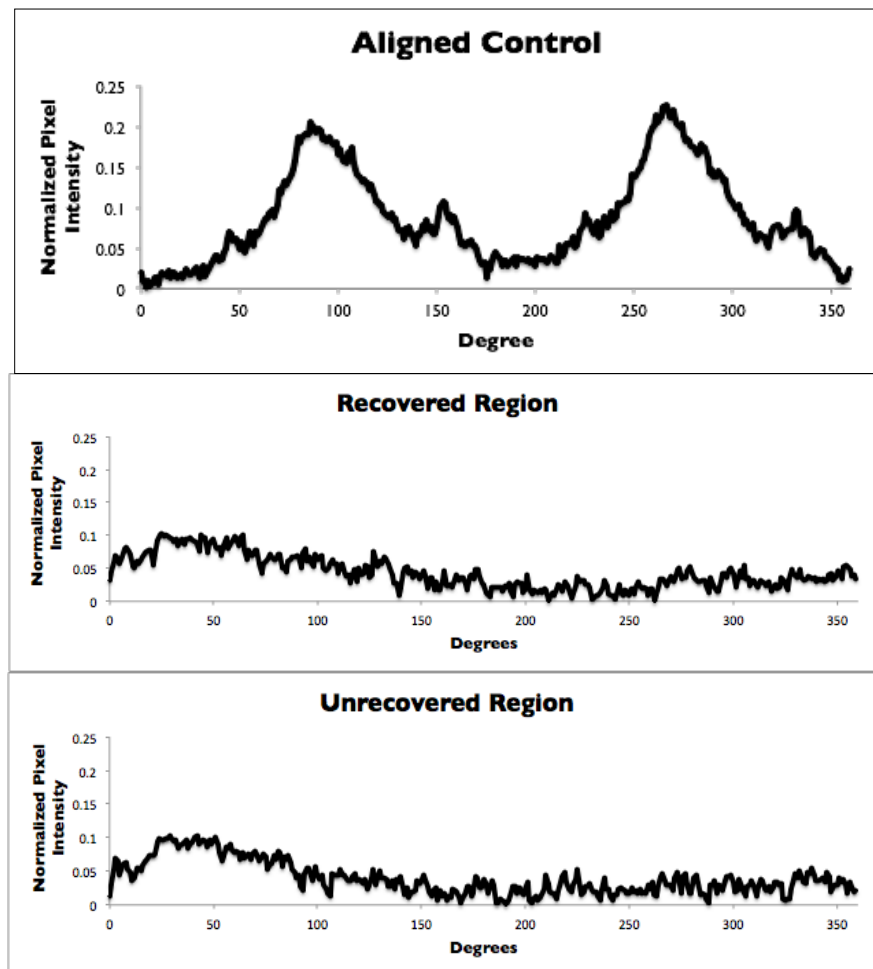 Aligned Control
Normalized Pixel
Intensity
0.25
0.2
0.15
0.1
0.05
0
0 50 100 150 200 250 300 350
Degree
Recovered Region
Normalized Pixel
Intensity
0.25
0.2
0.15
0.1
0.05
0
0 50 100 150 200 250 300 350
Degrees
Unrecovered Region
Normalized Pixel
Intensity
0.25
0.2
0.15
0.1
0.05
0
0 50 100 150 200 250 300 350
Degrees